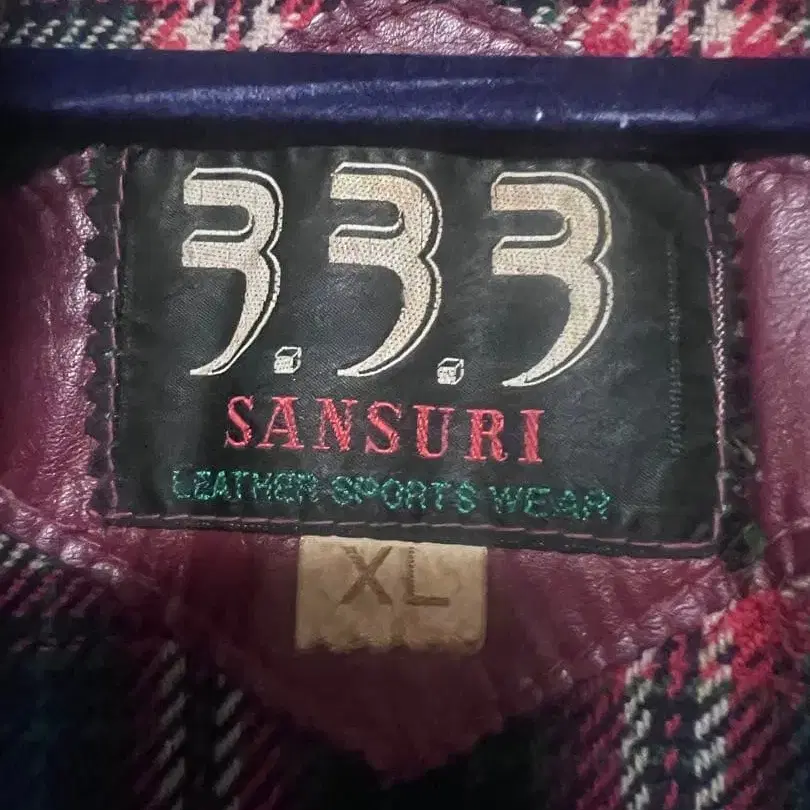 3.3.3
SANSURI
LEATHER SPORTS WEAR
XL